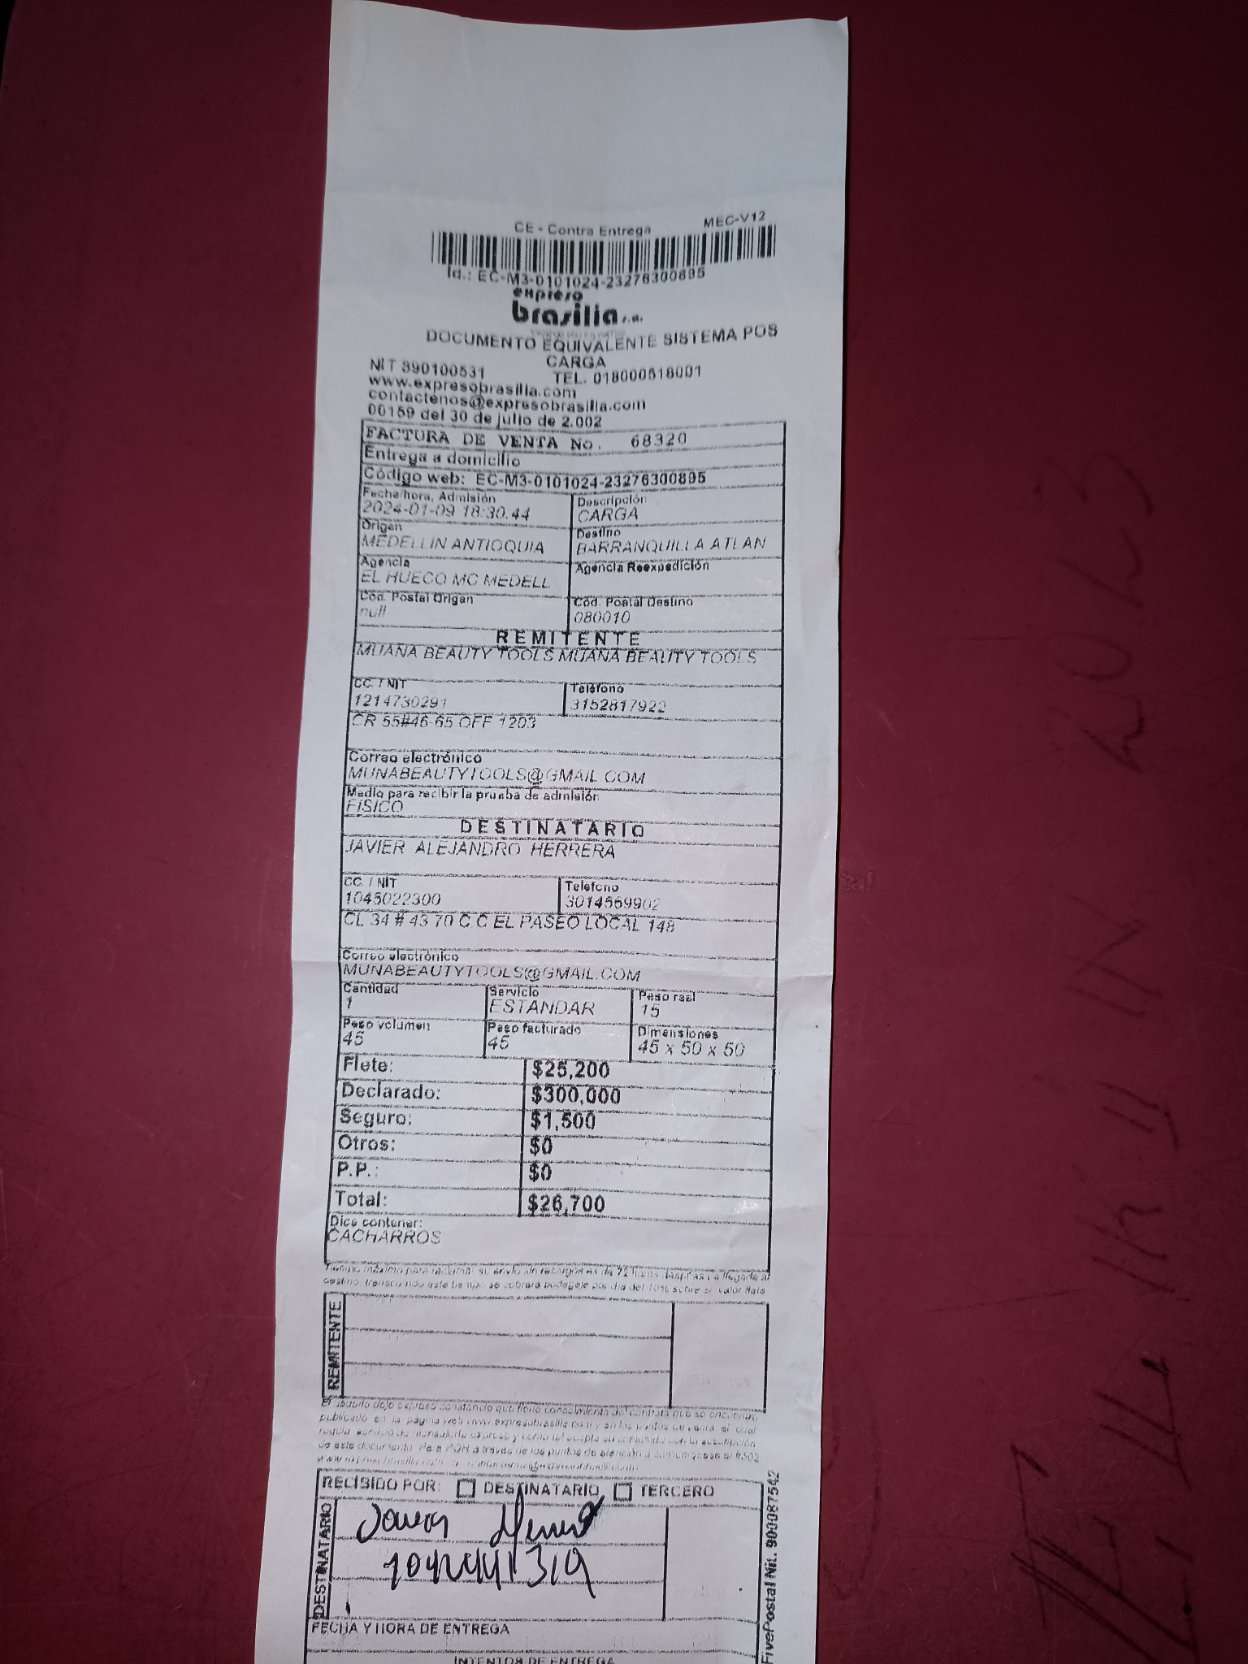 CE - Contra Entrega MEC-V12
Id.: EC-M3-0101024-23276300895
expreso
brasilia s.a.
DOCUMENTO EQUIVALENTE SISTEMA POS
CARGA
NIT 890100531 TEL. 018000518001
www.expresobrasilia.com
contactenos@expresobrasilia.com
00159 del 30 de julio de 2.002
FACTURA DE VENTA No. 68320
Entrega a domicilio
Código web: EC-M3-0101024-23276300895
Fecha/hora, Admisión Descripción
2024-01-09 18:30.44 CARGA
Origen Destino
MEDELLIN ANTIOQUIA BARRANQUILLA ATLAN
Agencia Agencia Reexpedición
EL HUECO MC MEDELL
Cod. Postal Origen Cód. Postal Destino
null 080010
REMITENTE
MUANA BEAUTY TOOLS MUANA BEAUTY TOOLS
CC. / NIT Teléfono
1214730291 3152817922
CR 55#46-65 OFF 1203
Correo electrónico
MUNABEAUTYTOOLS@GMAIL.COM
Medio para recibir la prueba de admisión:
FISICO
DESTINATARIO
JAVIER ALEJANDRO HERRERA
CC. / NIT Teléfono
1045022300 3014569902
CL 34 # 43 70 C C EL PASEO LOCAL 148
Correo electrónico
MUNABEAUTYTOOLS@GMAIL.COM
Cantidad Servicio Peso real
1 ESTANDAR 15
Peso volumen Peso facturado Dimensiones
45 45 45 x 50 x 50
Flete: $25,200
Declarado: $300,000
Seguro: $1,500
Otros: $0
P.P.: $0
Total: $26,700
Dice contener:
CACHARROS
REMITENTE
RECIBIDO POR: DESTINATARIO TERCERO
DESTINATARIO
1042441319
FECHA Y HORA DE ENTREGA
INTENTOS DE ENTREGA
FivePostal Nit. 900087542